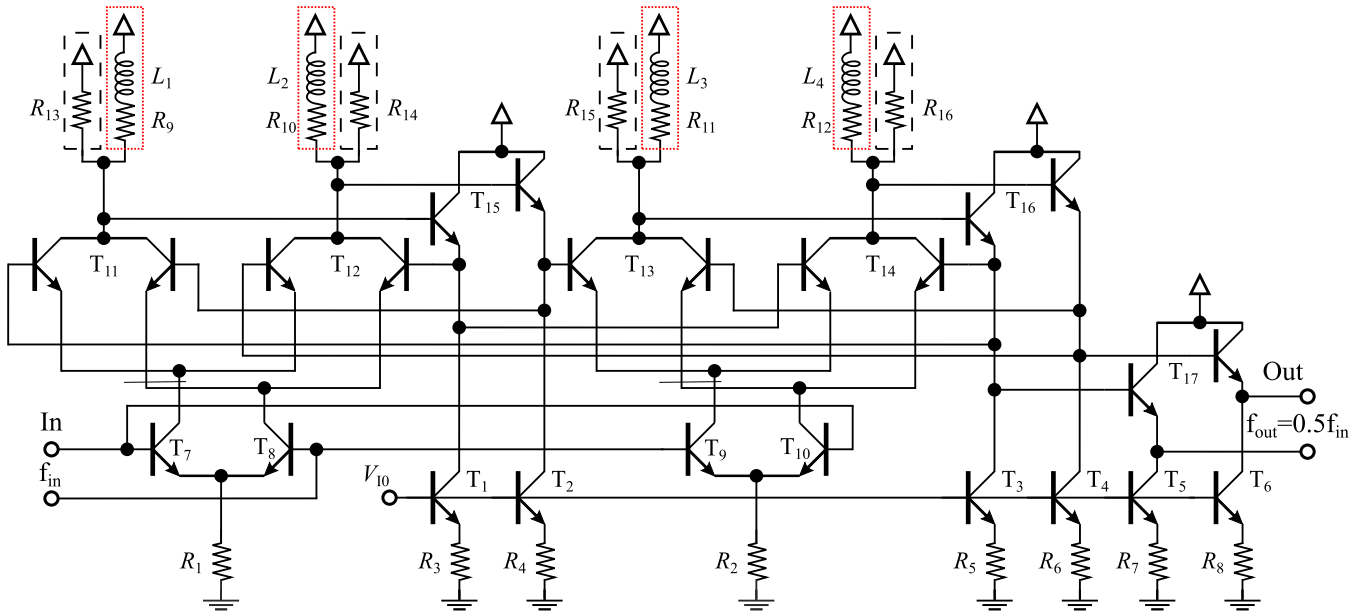 L1
L2
L3
L4
R13
R9
R10
R14
R15
R11
R12
R16
T15
T16
T11
T12
T13
T14
T17
Out
In
T7
T8
T9
T10
fout=0.5fin
fin
VI0
T1
T2
T3
T4
T5
T6
R1
R3
R4
R2
R5
R6
R7
R8